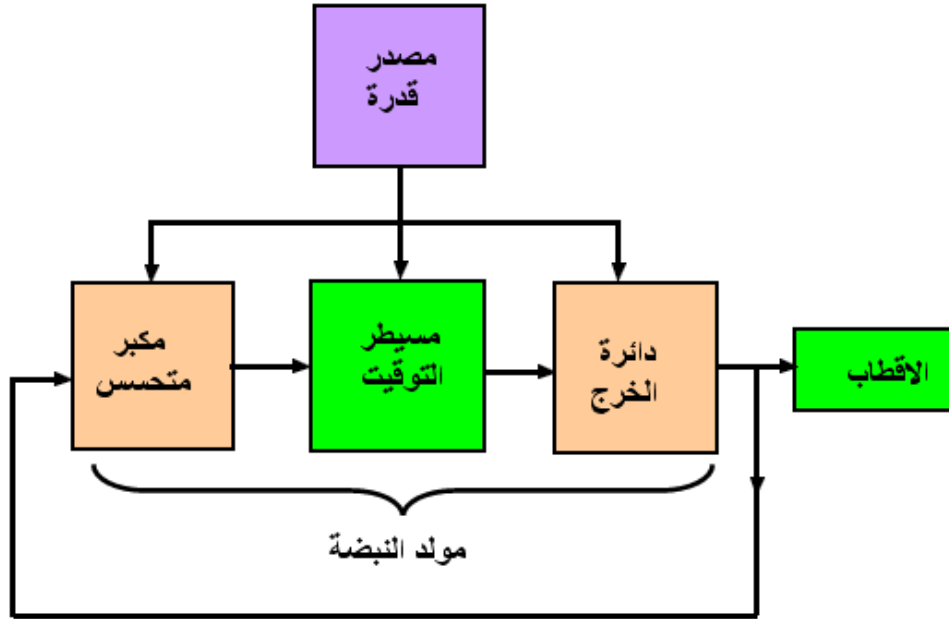 مصدر
قدرة
مكبر
متحسس
مسيطر
التوقيت
دائرة
الخرج
الاقطاب
مولد النبضة